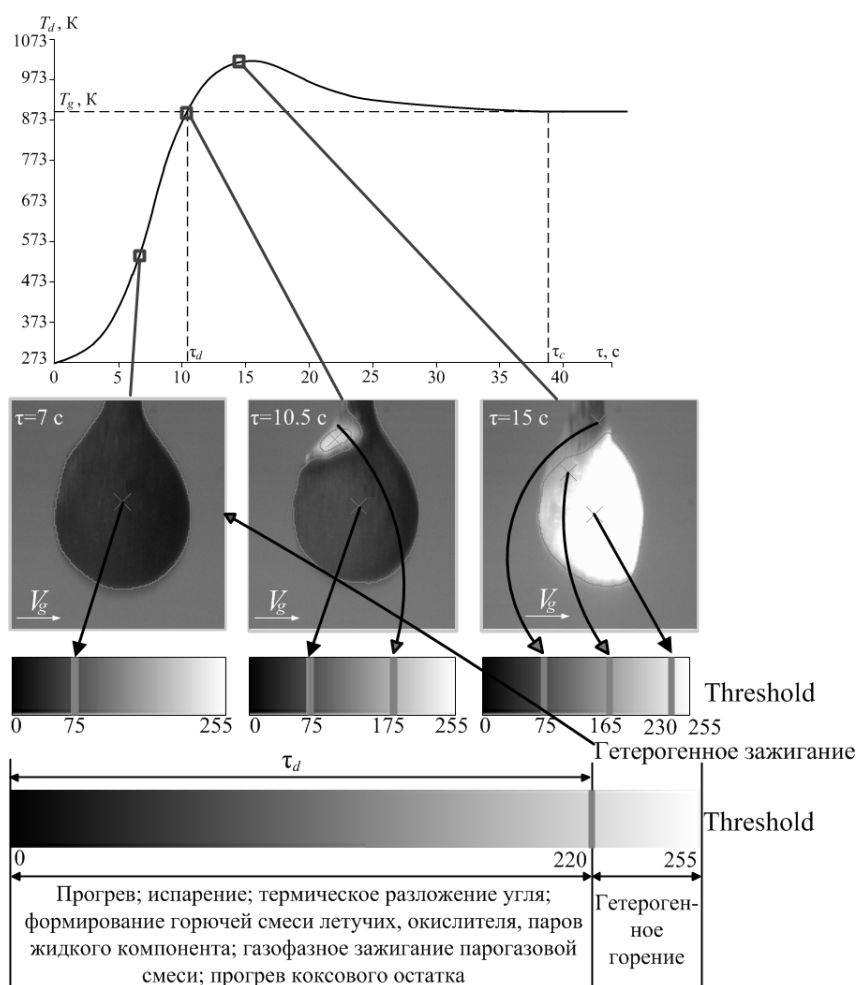 T_d, К
1073
973
T_g, К
873
773
673
573
473
373
273
τ_d
τ_c
τ, с
0
5
10
15
20
25
30
35
40
τ=7 с
τ=10.5 с
τ=15 с
V_g
V_g
V_g
0
75
255
0
75
175
255
0
75
165
230
255
Threshold
Гетерогенное зажигание
τ_d
Threshold
0
220
255
Прогрев; испарение; термическое разложение угля;
формирование горючей смеси летучих, окислителя, паров
жидкого компонента; газофазное зажигание парогазовой
смеси; прогрев коксового остатка
Гетероген-
ное
горение